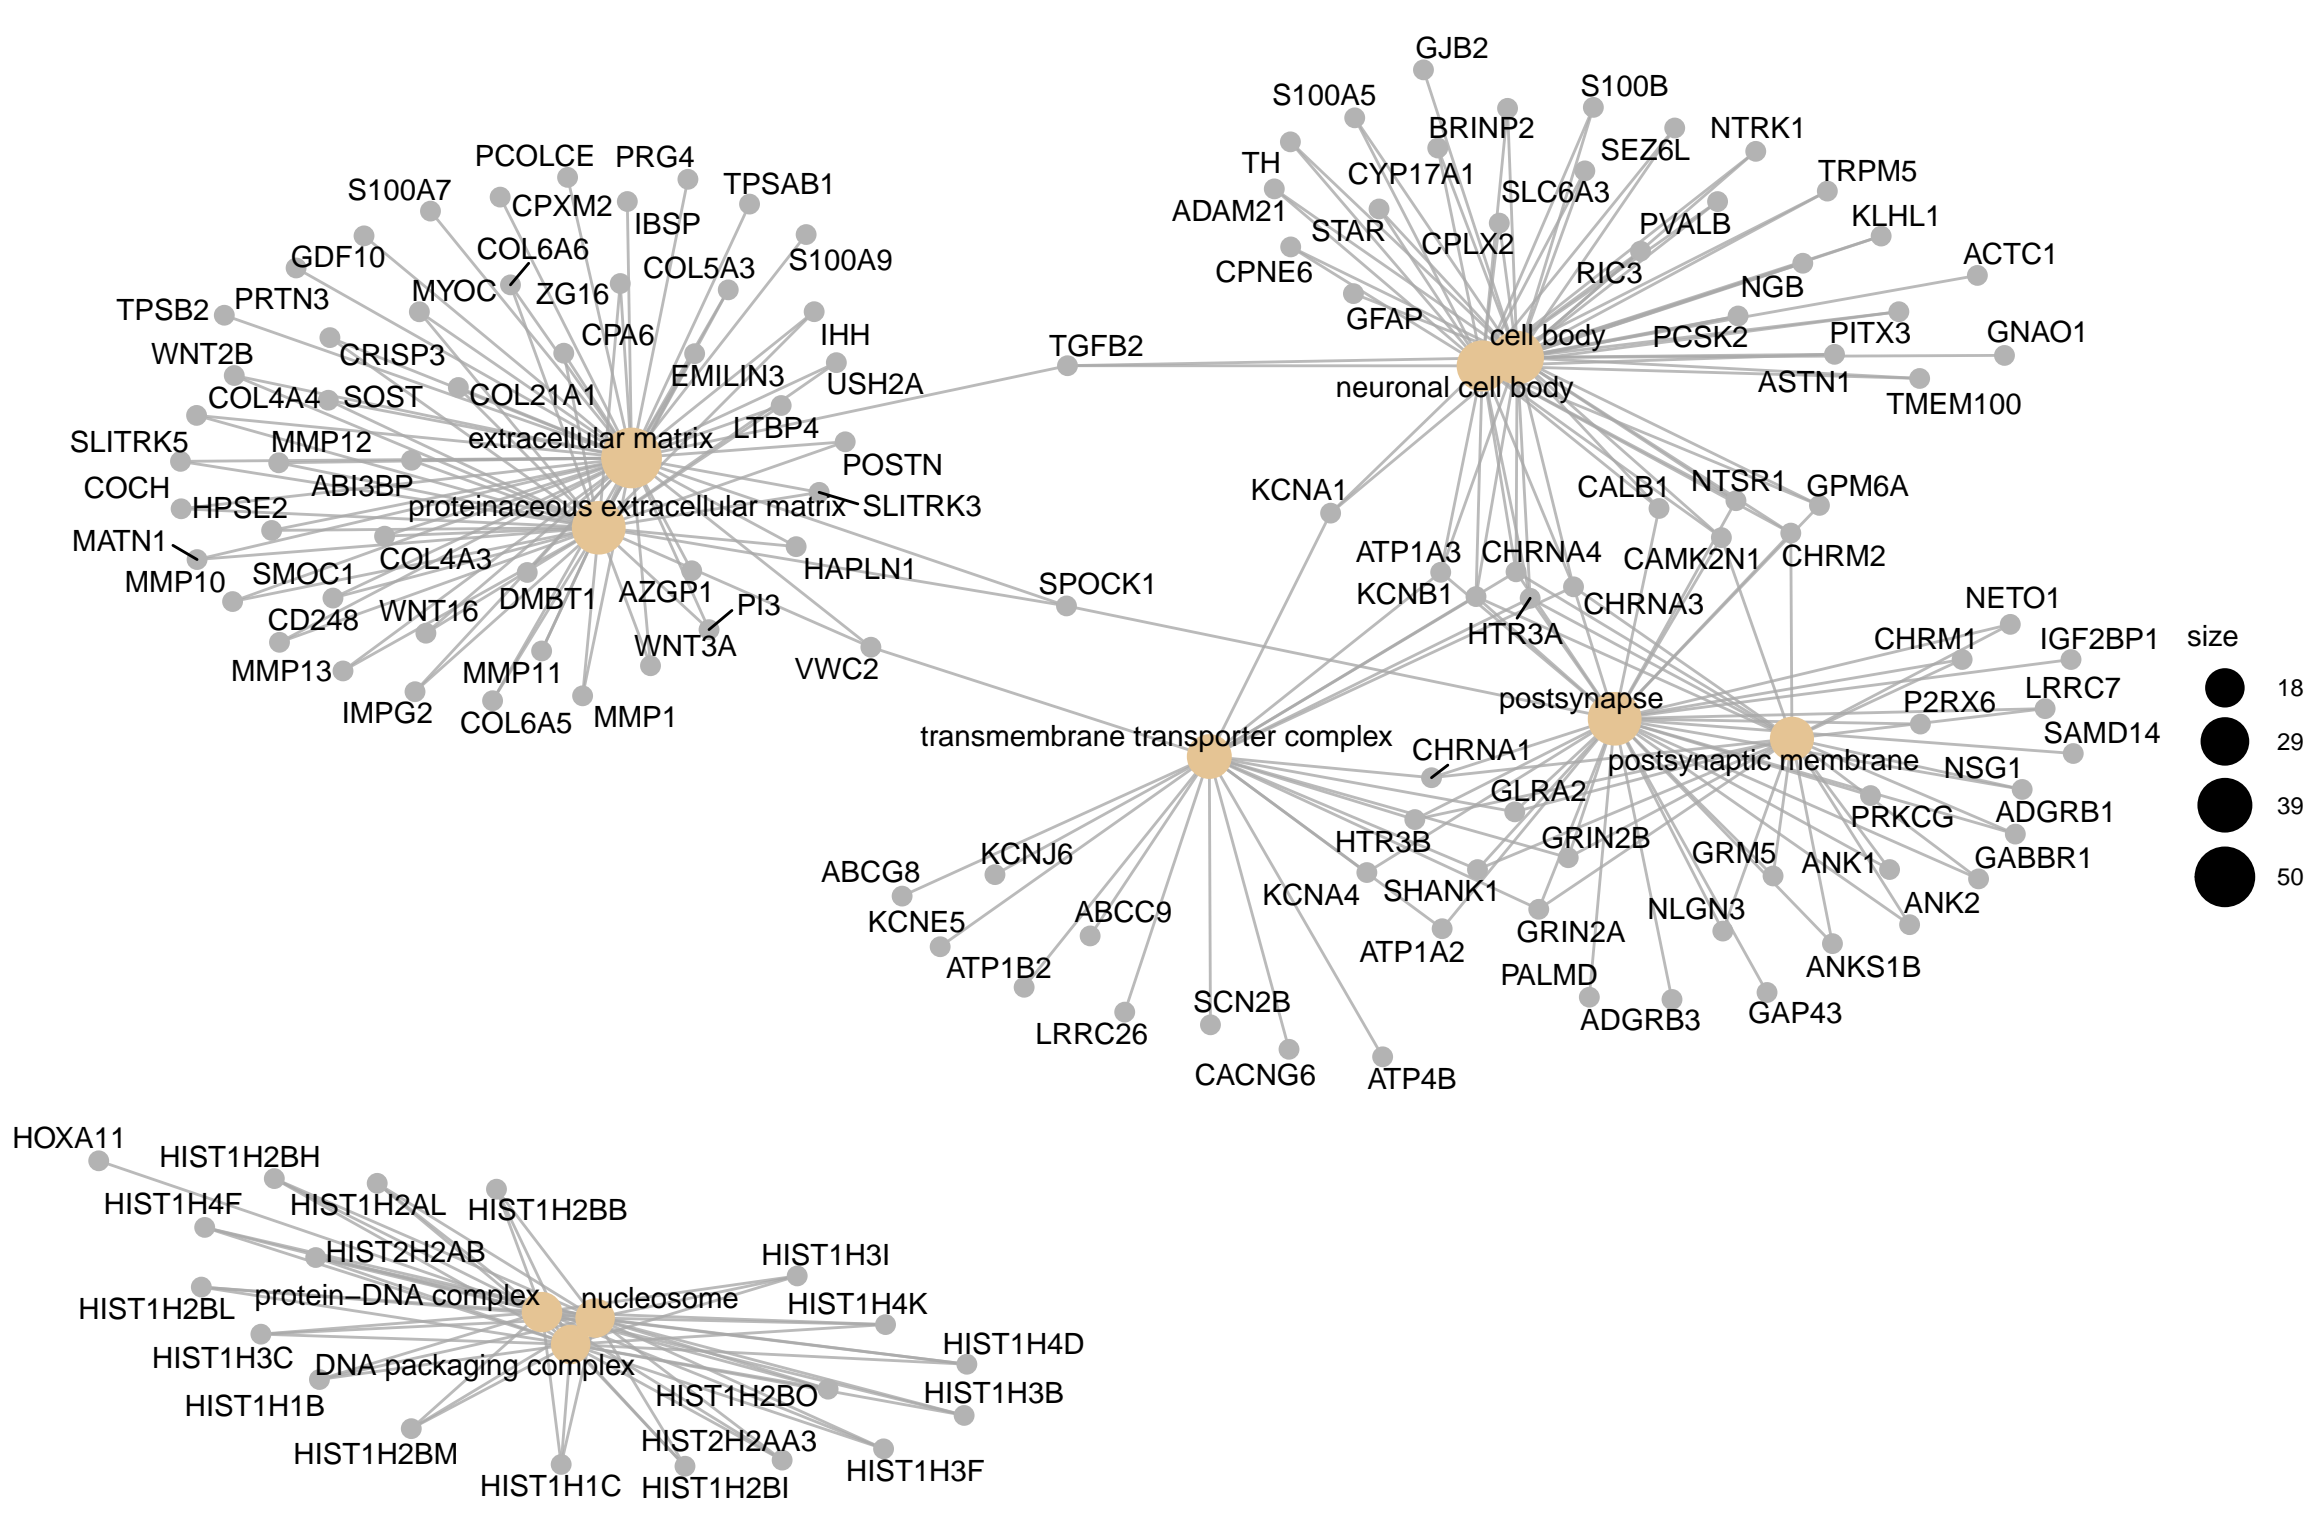 GJB2
S100A5
S100B
BRINP2
NTRK1
SEZ6L
TH
CYP17A1
TRPM5
SLC6A3
ADAM21
STAR
PVALB
KLHL1
CPLX2
ACTC1
CPNE6
RIC3
NGB
GFAP
cell body
PCSK2
PITX3
GNAO1
neuronal cell body
ASTN1
TMEM100
PCOLCE
PRG4
S100A7
TPSAB1
CPXM2
IBSP
GDF10
COL6A6
COL5A3
S100A9
MYOC
ZG16
TPSB2
PRTN3
CPA6
IHH
WNT2B
CRISP3
EMILIN3
USH2A
COL4A4
SOST
COL21A1
TGFB2
extracellular matrix
LTBP4
SLITRK5
MMP12
POSTN
COCH
ABI3BP
HPSE2
proteinaceous extracellular matrix
SLITRK3
MATN1
COL4A3
HAPLN1
MMP10
SMOC1
DMBT1
AZGP1
PI3
SPOCK1
CD248
WNT16
WNT3A
VWC2
MMP13
MMP11
IMPG2
COL6A5
MMP1
KCNA1
CALB1
NTSR1
GPM6A
ATP1A3
CHRNA4
CAMK2N1
CHRM2
KCNB1
CHRNA3
HTR3A
NETO1
CHRM1
IGF2BP1
postsynapse
P2RX6
LRRC7
transmembrane transporter complex
CHRNA1
SAMD14
postsynaptic membrane
NSG1
GLRA2
PRKCG
ADGRB1
HTR3B
GRIN2B
GRM5
ANK1
GABBR1
KCNJ6
ABCG8
KCNA4
SHANK1
KCNE5
ABCC9
NLGN3
ANK2
GRIN2A
ATP1A2
ATP1B2
PALMD
ANKS1B
SCN2B
LRRC26
ADGRB3
GAP43
CACNG6
ATP4B
size
18
29
39
50
HOXA11
HIST1H2BH
HIST1H4F
HIST1H2AL
HIST1H2BB
HIST2H2AB
HIST1H3I
protein−DNA complex
nucleosome
HIST1H2BL
HIST1H4K
HIST1H3C
DNA packaging complex
HIST1H4D
HIST1H1B
HIST1H2BO
HIST1H3B
HIST1H2BM
HIST2H2AA3
HIST1H3F
HIST1H1C
HIST1H2BI